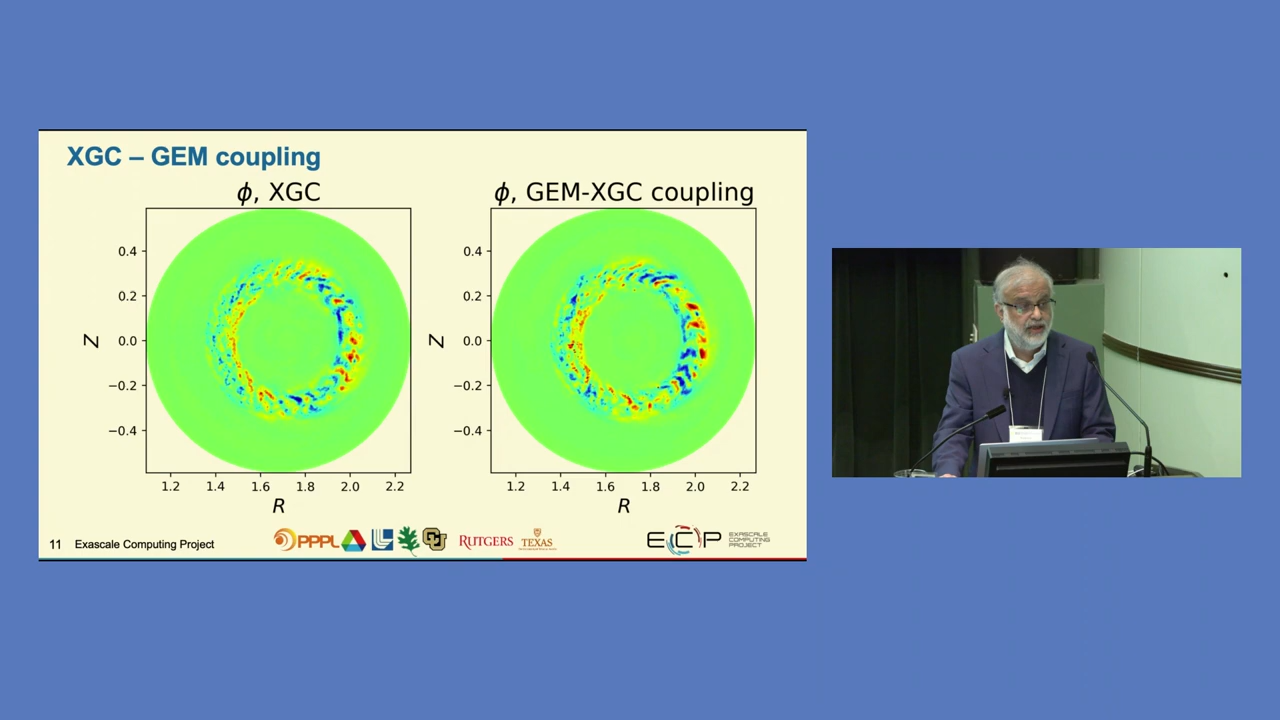 XGC – GEM coupling
ϕ, XGC
ϕ, GEM-XGC coupling
0.4
0.2
0.0
−0.2
−0.4
Z
1.2 1.4 1.6 1.8 2.0 2.2
R
0.4
0.2
0.0
−0.2
−0.4
Z
1.2 1.4 1.6 1.8 2.0 2.2
R
11 Exascale Computing Project
PPPL
CU
RUTGERS
TEXAS
ECP
EXASCALE
COMPUTING
PROJECT